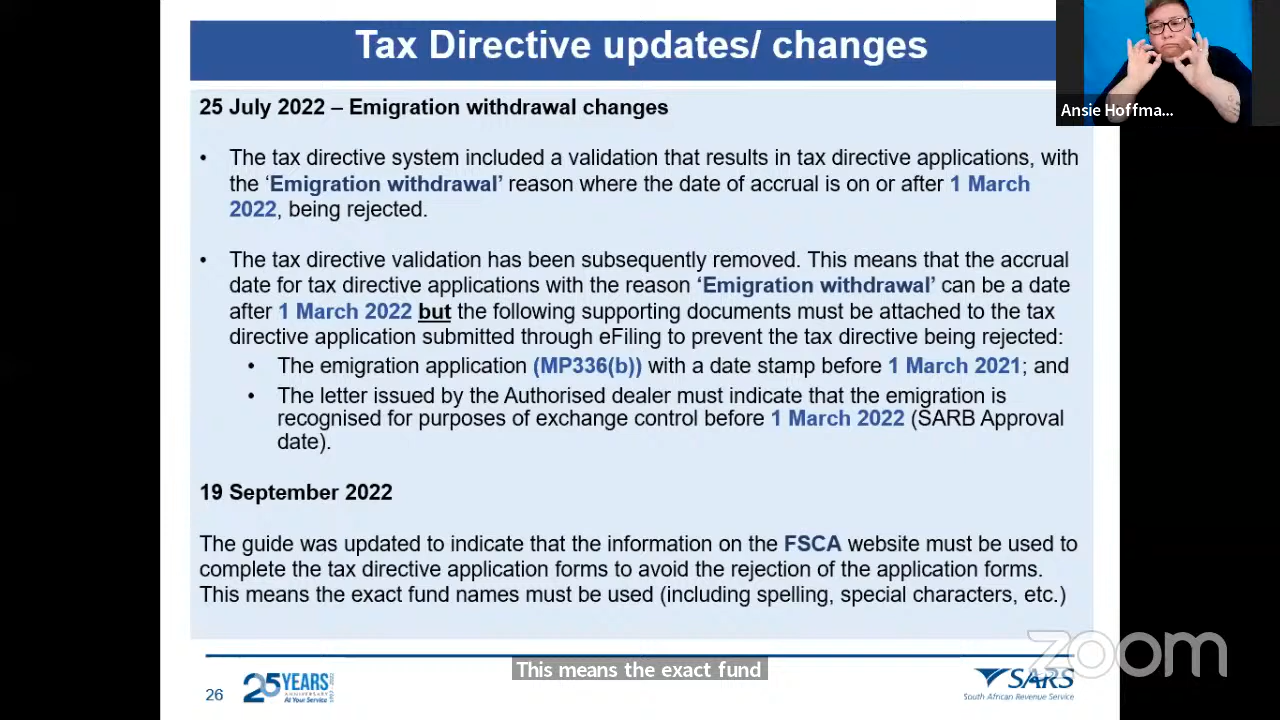 Tax Directive updates/ changes
Ansie Hoffma...
25 July 2022 – Emigration withdrawal changes
• The tax directive system included a validation that results in tax directive applications, with
the ‘Emigration withdrawal’ reason where the date of accrual is on or after 1 March
2022, being rejected.
• The tax directive validation has been subsequently removed. This means that the accrual
date for tax directive applications with the reason ‘Emigration withdrawal’ can be a date
after 1 March 2022 but the following supporting documents must be attached to the tax
directive application submitted through eFiling to prevent the tax directive being rejected:
• The emigration application (MP336(b)) with a date stamp before 1 March 2021; and
• The letter issued by the Authorised dealer must indicate that the emigration is
recognised for purposes of exchange control before 1 March 2022 (SARB Approval
date).
19 September 2022
The guide was updated to indicate that the information on the FSCA website must be used to
complete the tax directive application forms to avoid the rejection of the application forms.
This means the exact fund names must be used (including spelling, special characters, etc.)
zoom
This means the exact fund
26
25 YEARS
ANNIVERSARY
At Your Service
SARS
South African Revenue Service